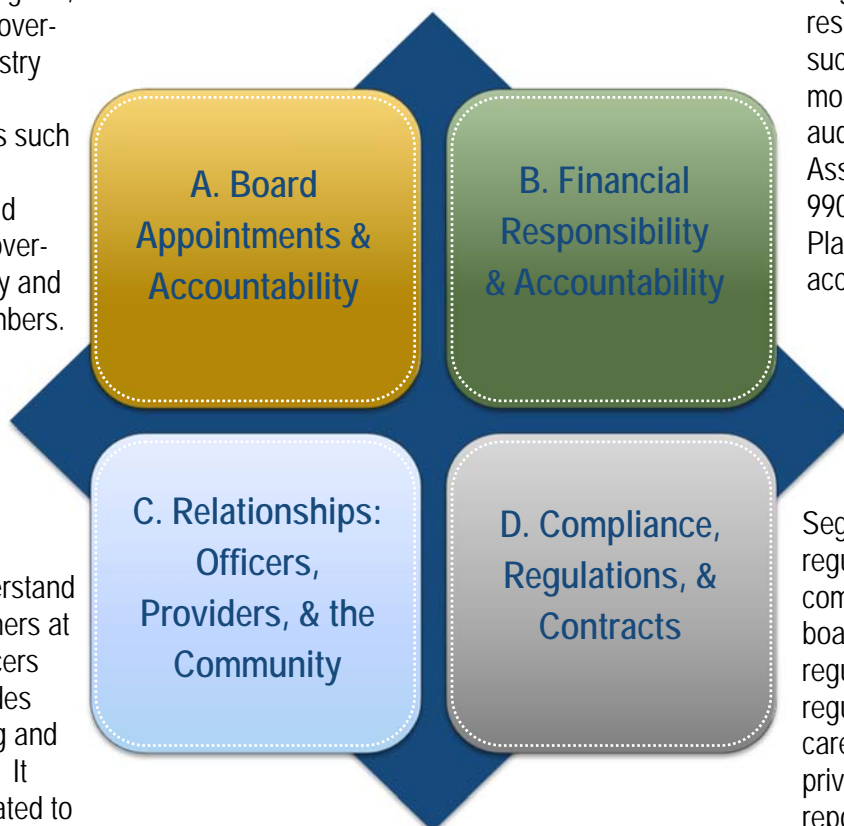 over-
stry
s such
d
over-
y and
mbers.
A. Board
Appointments &
Accountability
B. Financial
Responsibility
& Accountability
res
suc
mo
auc
Ass
990
Pla
acc
erstand
ners at
cers
les
g and
It
ated to
C. Relationships:
Officers,
Providers, & the
Community
D. Compliance,
Regulations, &
Contracts
Seg
regu
com
boa
regu
regu
care
priv
repo